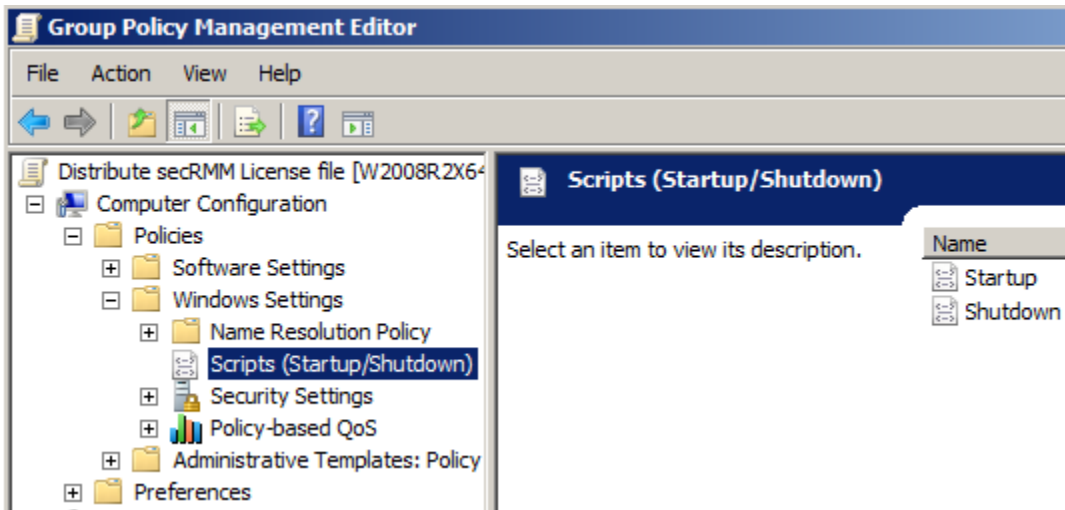 Group Policy Management Editor
File Action View Help
Distribute secRMM License file [W2008R2X64
Computer Configuration
Policies
Software Settings
Windows Settings
Name Resolution Policy
Scripts (Startup/Shutdown)
Security Settings
Policy-based QoS
Administrative Templates: Policy
Preferences
Scripts (Startup/Shutdown)
Select an item to view its description.
Name
Startup
Shutdown